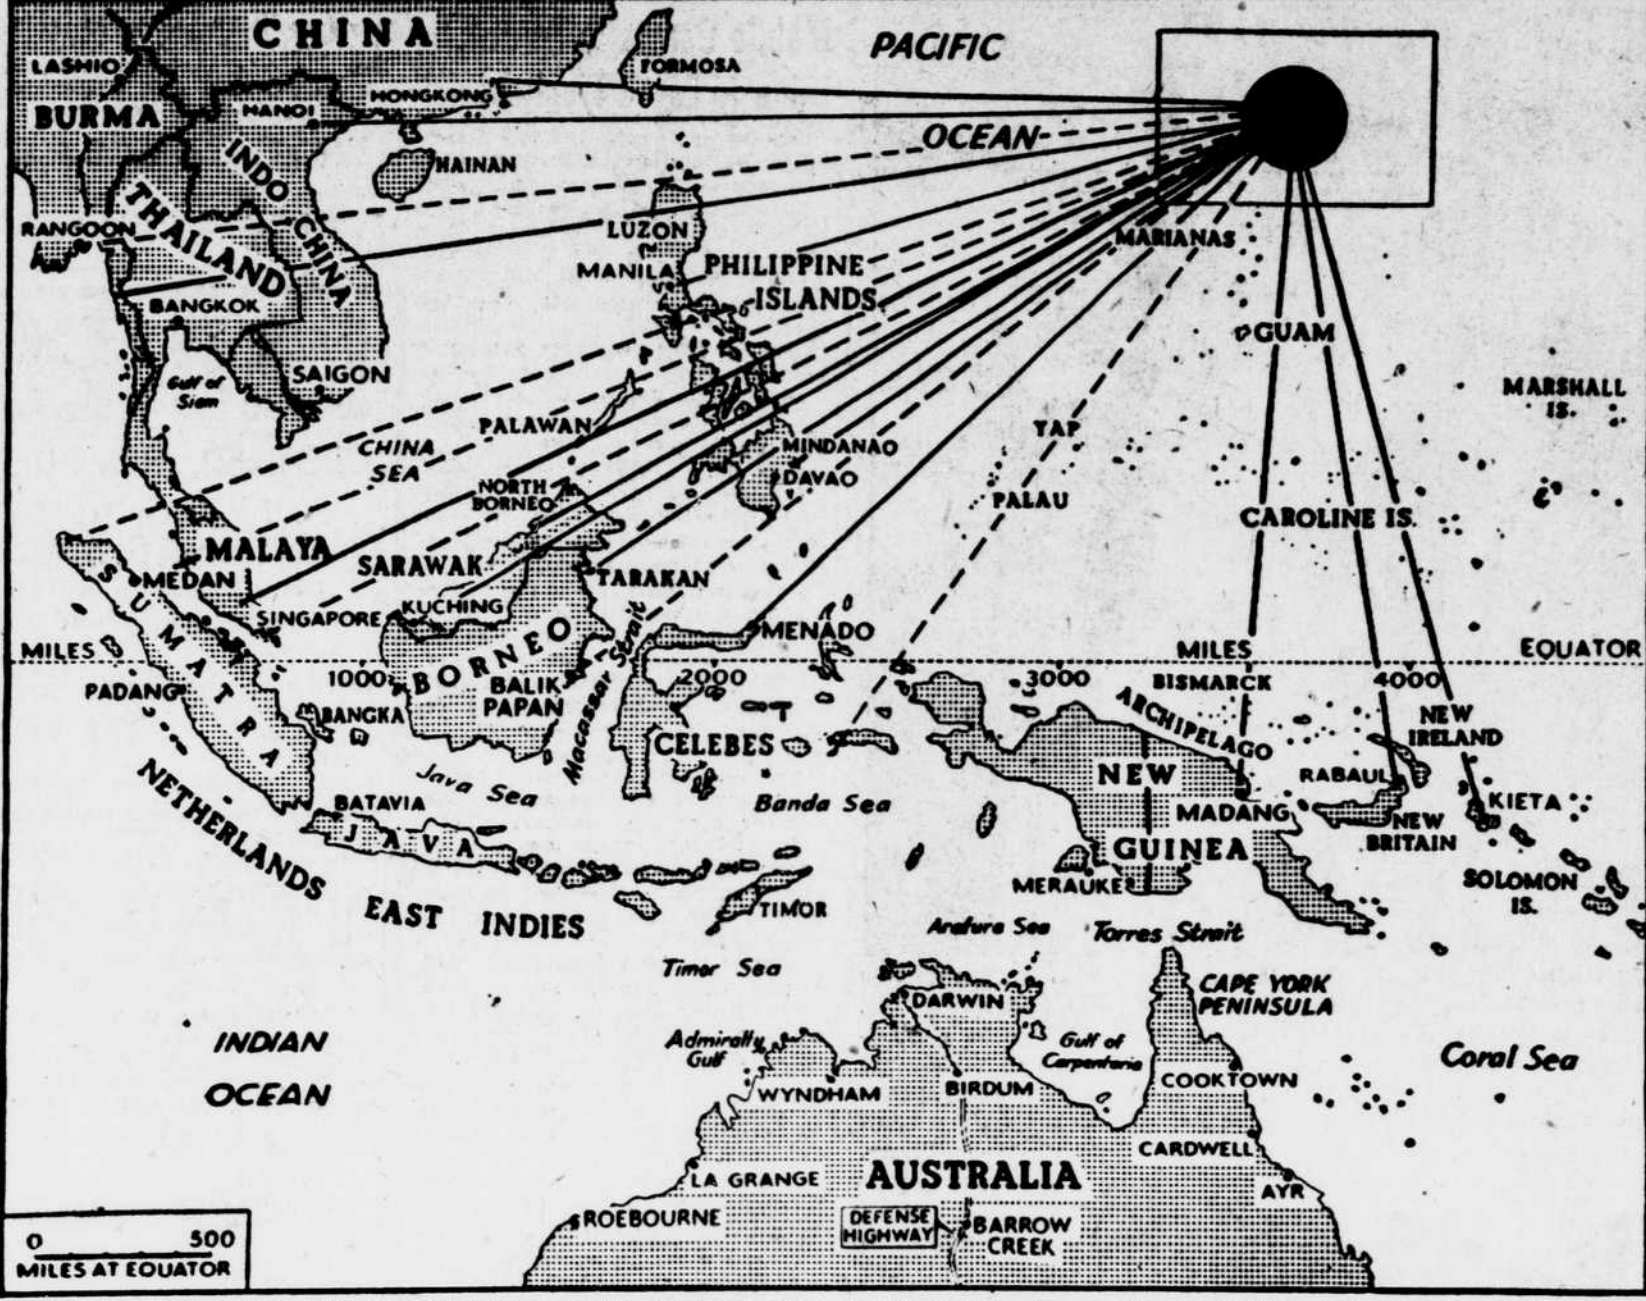 CHINA
PACIFIC
LASHIO
FORMOSA
HONGKONG
BURMA
HANOI
OCEAN
INDO CHINA
HAINAN
THAILAND
RANGOON
LUZON
MARIANAS
MANILA
PHILIPPINE
ISLANDS
BANGKOK
GUAM
SAIGON
Gulf of
Siam
MARSHALL
IS.
PALAWAN
YAP
CHINA
SEA
MINDANAO
DAVAO
NORTH
BORNEO
PALAU
CAROLINE IS.
MALAYA
SARAWAK
MEDAN
TARAKAN
SUMATRA
SINGAPORE
KUCHING
MENADO
MILES
MILES
EQUATOR
BORNEO
1000
2000
3000
4000
BISMARCK
ARCHIPELAGO
PADANG
BALIK
PAPAN
Macassar Strait
BANGKA
NEW
IRELAND
CELEBES
NEW
GUINEA
RABAUL
Java Sea
BATAVIA
Banda Sea
MADANG
KIETA
NETHERLANDS EAST INDIES
JAVA
NEW
BRITAIN
MERAUKE
SOLOMON
IS.
TIMOR
Arafura Sea
Torres Strait
Timor Sea
CAPE YORK
PENINSULA
DARWIN
INDIAN
OCEAN
Admiralty
Gulf
Gulf of
Carpentaria
Coral Sea
WYNDHAM
BIRDUM
COOKTOWN
CARDWELL
LA GRANGE
AUSTRALIA
AYR
ROEBOURNE
DEFENSE
HIGHWAY
BARROW
CREEK
0 500
MILES AT EQUATOR